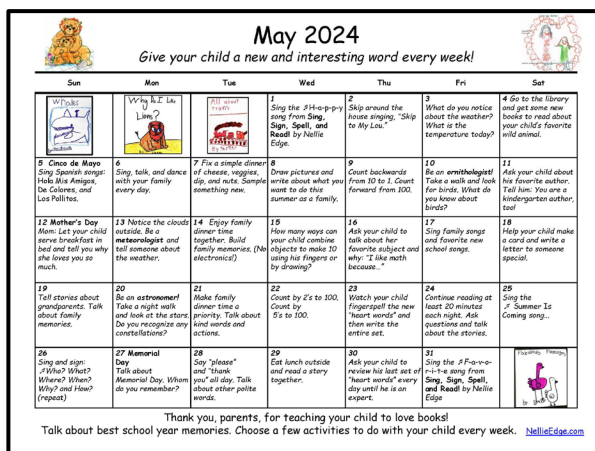 May 2024
Give your child a new and interesting word every week!
Sun Mon Tue Wed Thu Fri Sat
Whales
Why Do I Like
Lions?
All about
Trains
1
Sing the ♬H-a-p-p-y
song from Sing,
Sign, Spell, and
Read! by Nellie
Edge.
2
Skip around the
house singing, "Skip
to My Lou."
3
What do you notice
about the weather?
What is the
temperature today?
4 Go to the library
and get some new
books to read about
your child's favorite
wild animal.
5 Cinco de Mayo
Sing Spanish songs:
Hola Mis Amigos,
De Colores, and
Los Pollitos.
6
Sing, talk, and dance
with your family
every day.
7 Fix a simple dinner
of cheese, veggies,
dip, and nuts. Sample
something new.
8
Draw pictures and
write about what you
want to do this
summer as a family.
9
Count backwards
from 10 to 1. Count
forward from 100.
10
Be an ornithologist!
Take a walk and look
for birds. What do
you know about
birds?
11
Ask your child about
his favorite author.
Tell him: You are a
kindergarten author,
too!
12 Mother's Day
Mom: Let your child
serve breakfast in
bed and tell you why
she loves you so
much.
13 Notice the clouds
outside. Be a
meteorologist and
tell someone about
the weather.
14 Enjoy family
dinner time
together. Build
family memories. (No
electronics!)
15
How many ways can
your child combine
objects to make 10
using his fingers or
by drawing?
16
Ask your child to
talk about her
favorite subject and
why: "I like math
because…"
17
Sing family songs
and favorite new
school songs.
18
Help your child make
a card and write a
letter to someone
special.
19
Tell stories about
grandparents. Talk
about family
memories.
20
Be an astronomer!
Take a night walk
and look at the stars.
Do you recognize any
constellations?
21
Make family
dinner time a
priority. Talk about
kind words and
actions.
22
Count by 2's to 100,
Count by
5's to 100.
23
Watch your child
fingerspell the new
"heart words" and
then write the
entire set.
24
Continue reading at
least 20 minutes
each night. Ask
questions and talk
about the stories.
25
Sing the
♬ Summer Is
Coming song…
26
Sing and sign:
♬Who? What?
Where? When?
Why? and How?
(repeat)
27 Memorial
Day
Talk about
Memorial Day. Whom
do you remember?
28
Say "please"
and "thank
you" all day. Talk
about other polite
words.
29
Eat lunch outside
and read a story
together.
30
Ask your child to
review his last set of
"heart words" every
day until he is an
expert.
31
Sing the ♬F-a-v-o-
r-i-t-e song from
Sing, Sign, Spell,
and Read! by Nellie
Edge
Thank you, parents, for teaching your child to love books!
Talk about best school year memories. Choose a few activities to do with your child every week. NellieEdge.com